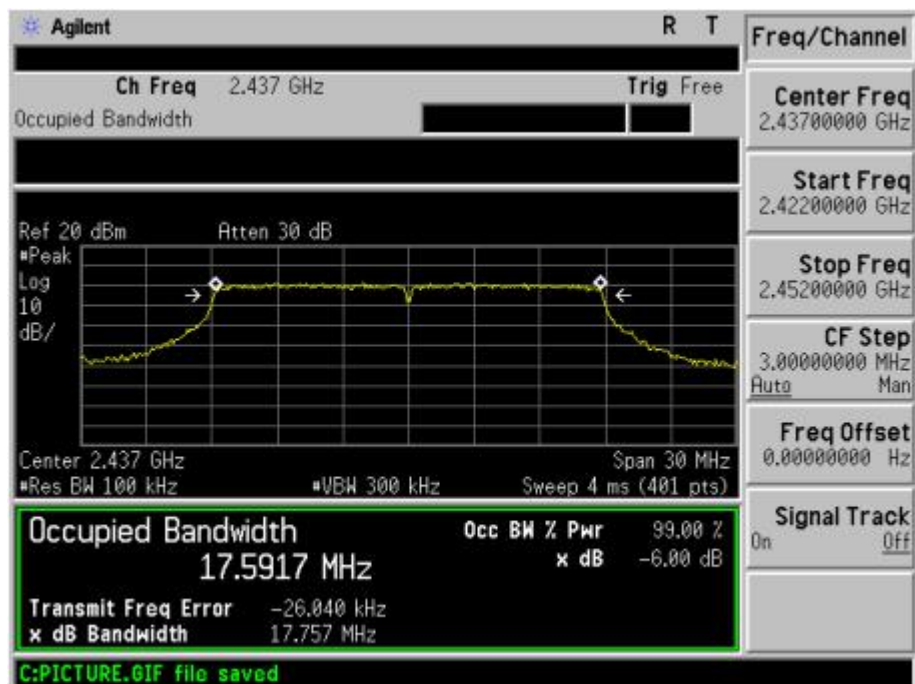 Agilent R T
Ch Freq 2.437 GHz Trig Free
Occupied Bandwidth
Ref 20 dBm Atten 30 dB
#Peak
Log
10
dB/
Center 2.437 GHz Span 30 MHz
#Res BW 100 kHz #VBW 300 kHz Sweep 4 ms (401 pts)
Occupied Bandwidth Occ BW % Pwr 99.00 %
17.5917 MHz x dB -6.00 dB
Transmit Freq Error -26.040 kHz
x dB Bandwidth 17.757 MHz
C:PICTURE.GIF file saved
Freq/Channel
Center Freq
2.43700000 GHz
Start Freq
2.42200000 GHz
Stop Freq
2.45200000 GHz
CF Step
3.00000000 MHz
Auto Man
Freq Offset
0.00000000 Hz
Signal Track
On Off